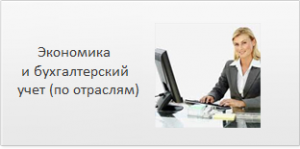 Экономика
и бухгалтерский
учет (по отраслям)